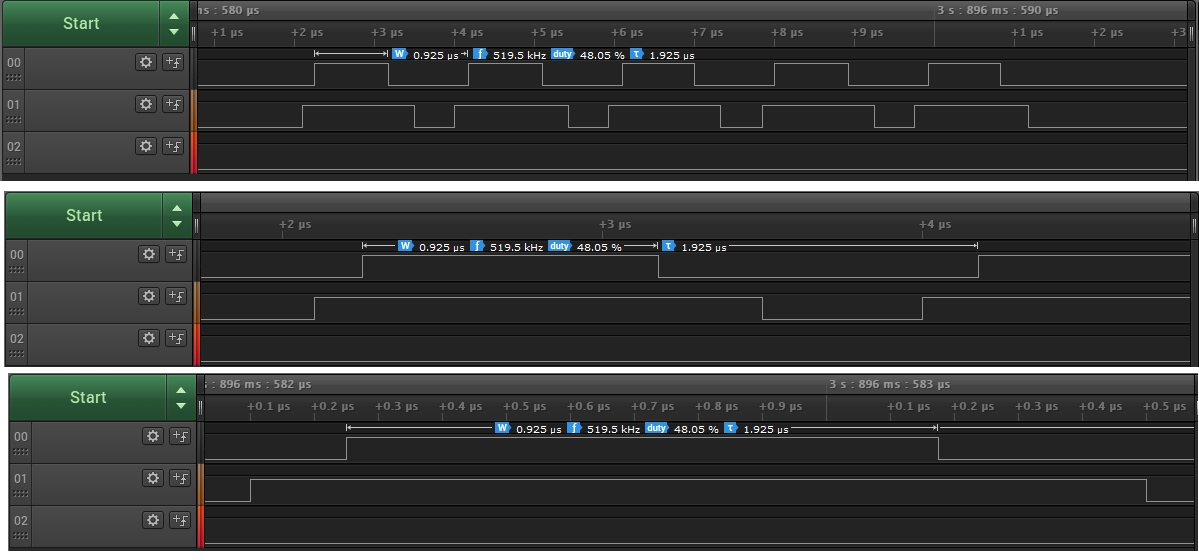 ns : 580 µs 3 s : 896 ms : 590 µs
Start
+1 µs +2 µs +3 µs +4 µs +5 µs +6 µs +7 µs +8 µs +9 µs +1 µs +2 µs +3
W 0.925 µs f 519.5 kHz duty 48.05 % τ 1.925 µs
00
01
02
Start
+2 µs +3 µs +4 µs
W 0.925 µs f 519.5 kHz duty 48.05 % τ 1.925 µs
00
01
02
s : 896 ms : 582 µs 3 s : 896 ms : 583 µs
Start
+0.1 µs +0.2 µs +0.3 µs +0.4 µs +0.5 µs +0.6 µs +0.7 µs +0.8 µs +0.9 µs +0.1 µs +0.2 µs +0.3 µs +0.4 µs +0.5 µs
W 0.925 µs f 519.5 kHz duty 48.05 % τ 1.925 µs
00
01
02